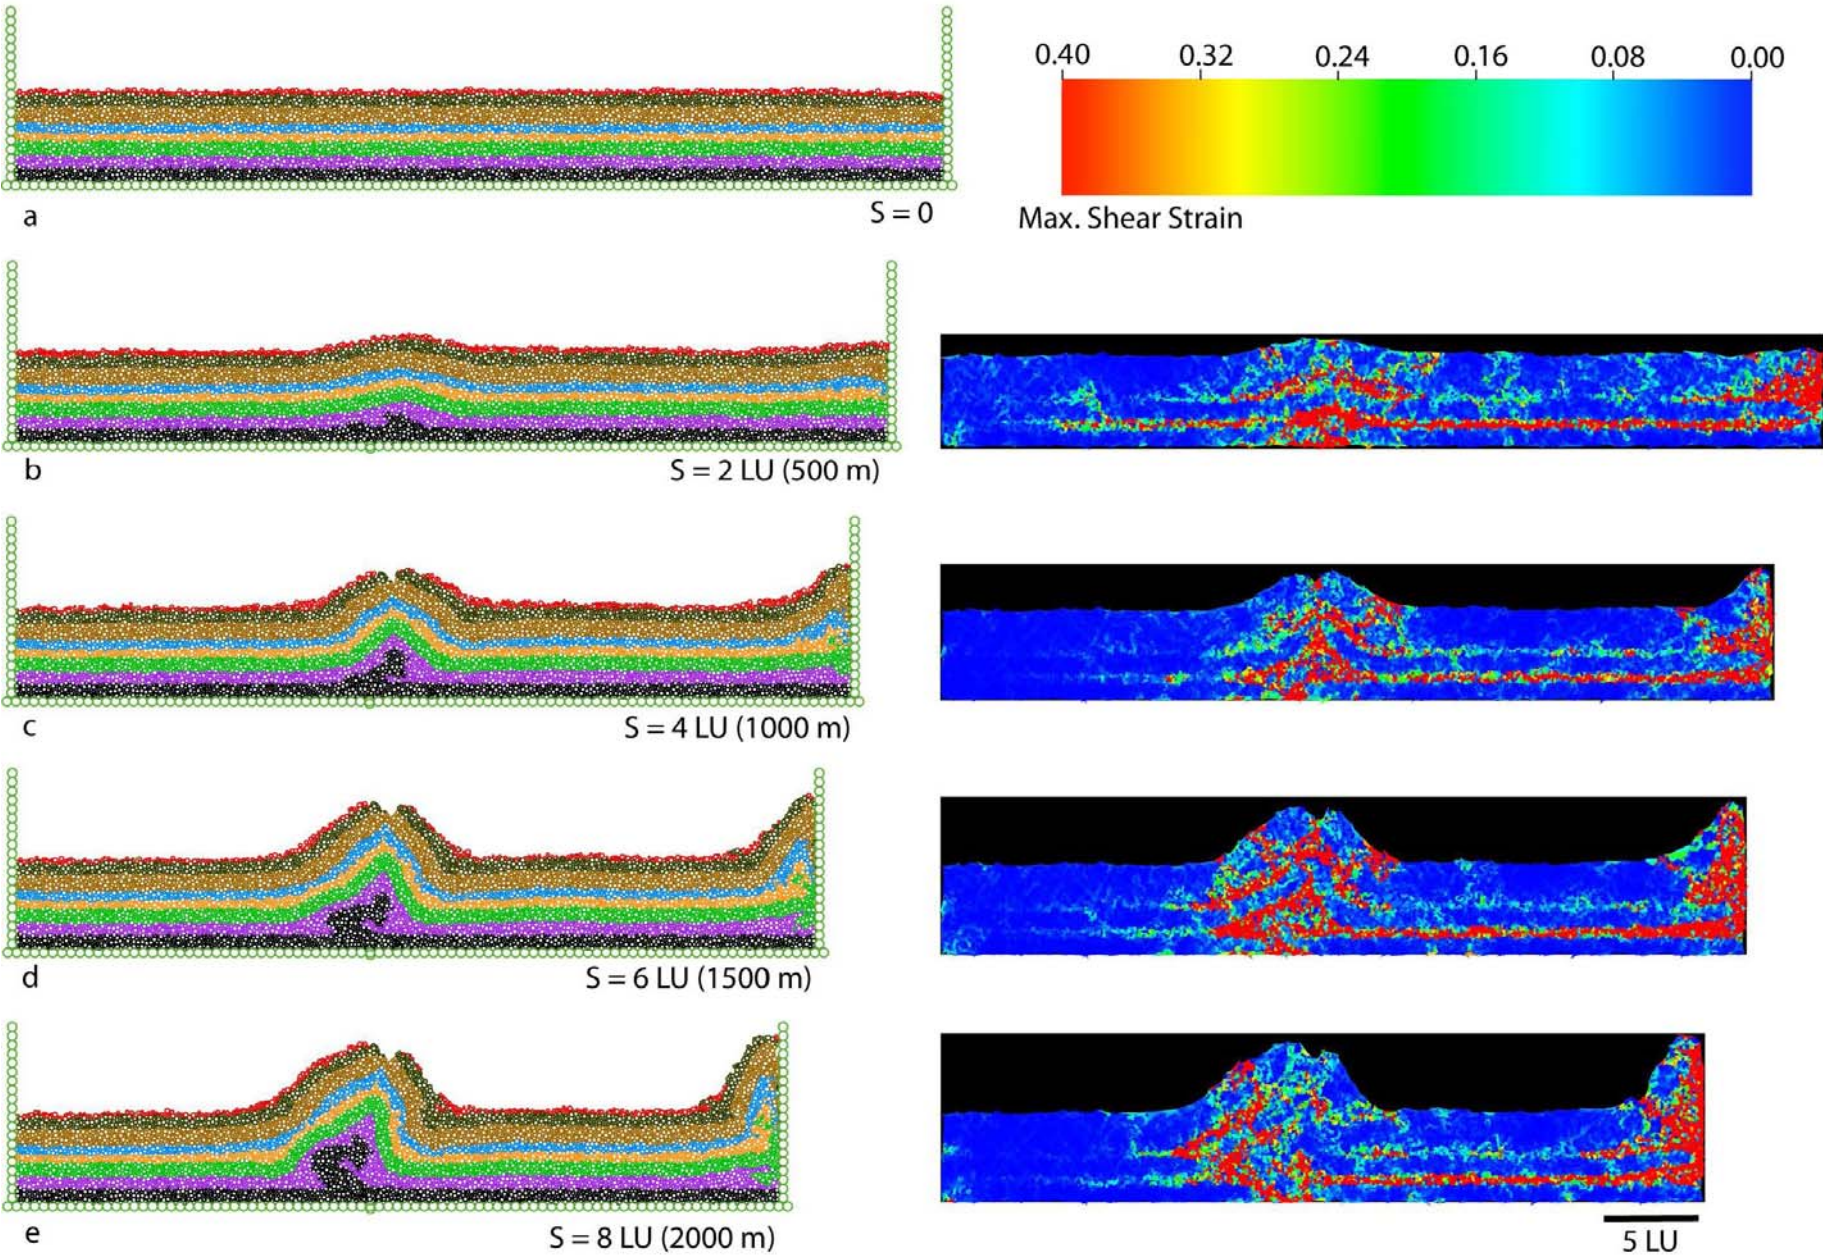 0.40 0.32 0.24 0.16 0.08 0.00
Max. Shear Strain
a S = 0
b S = 2 LU (500 m)
c S = 4 LU (1000 m)
d S = 6 LU (1500 m)
e S = 8 LU (2000 m)
5 LU